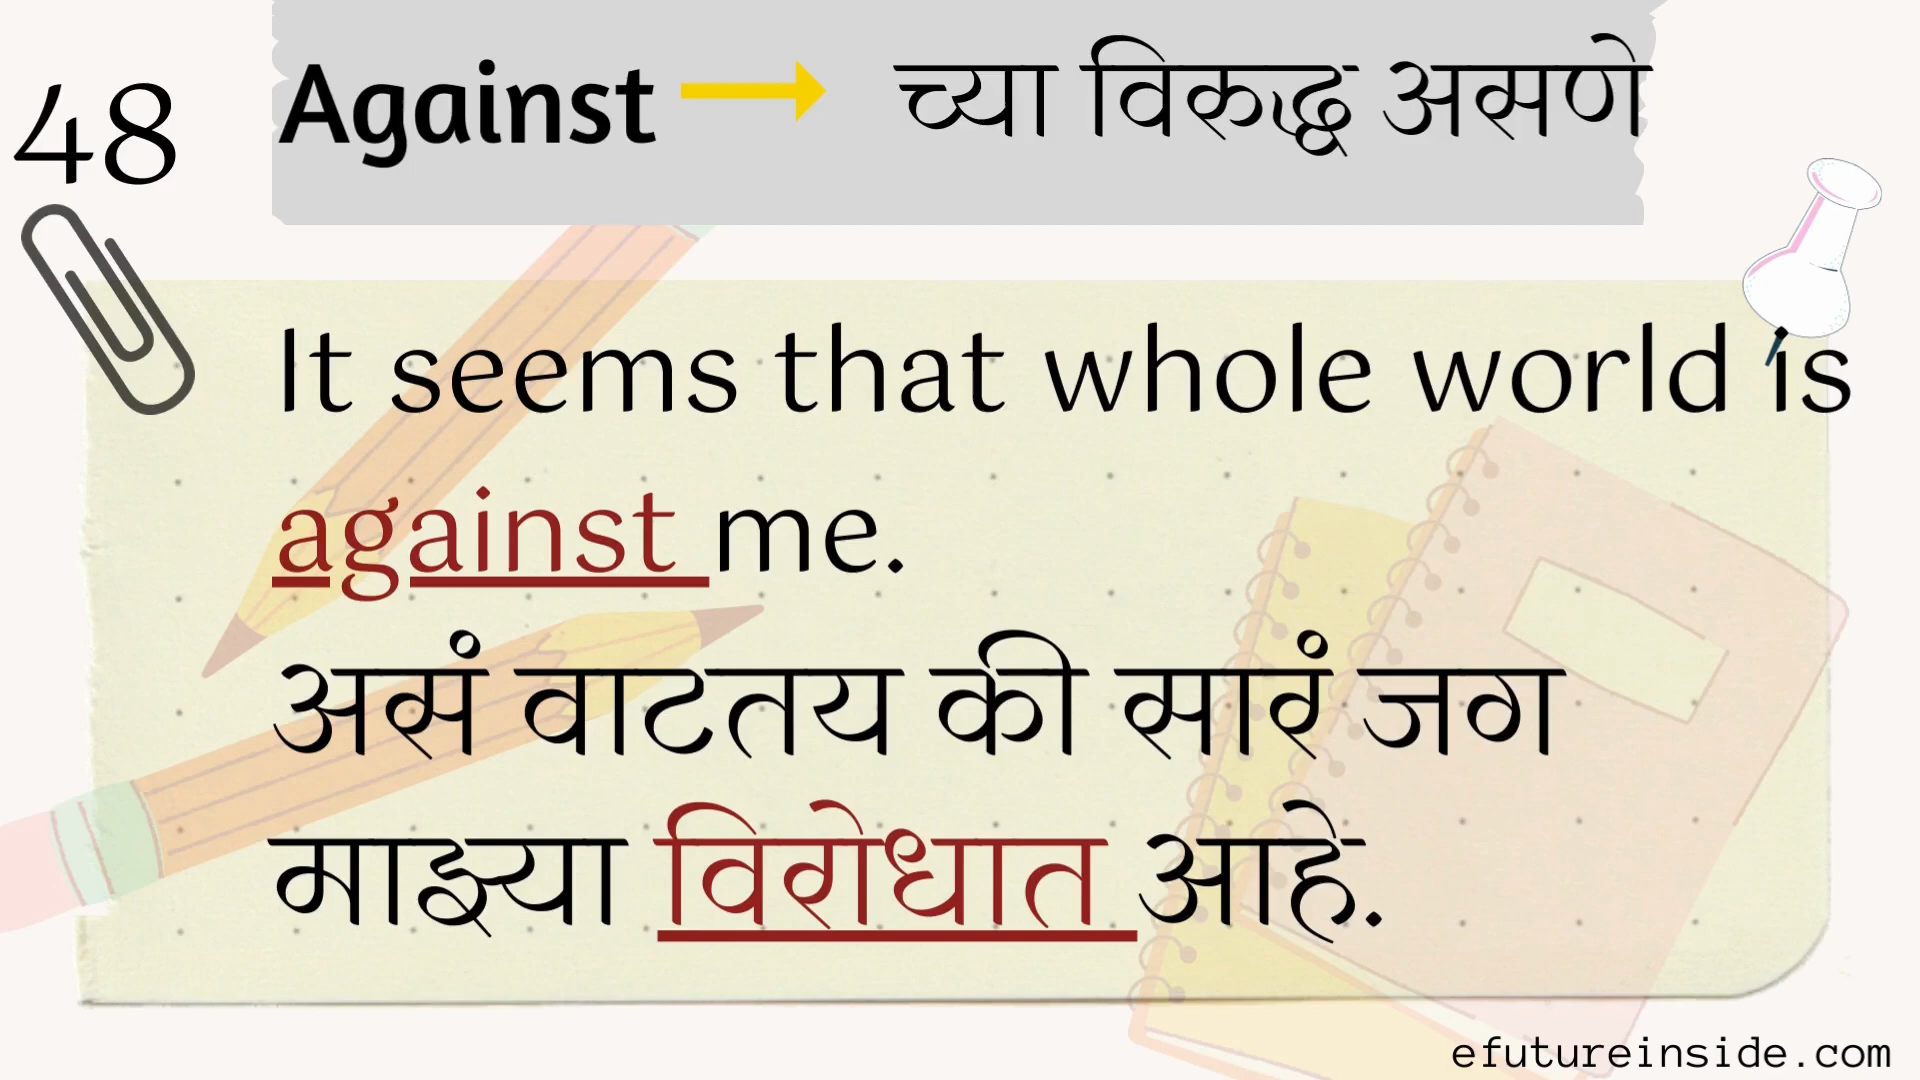 48
Against → च्या विरुद्ध असणे
It seems that whole world is
against me.
असं वाटतय की सारं जग
माझ्या विरोधात आहे.
efutureinside.com